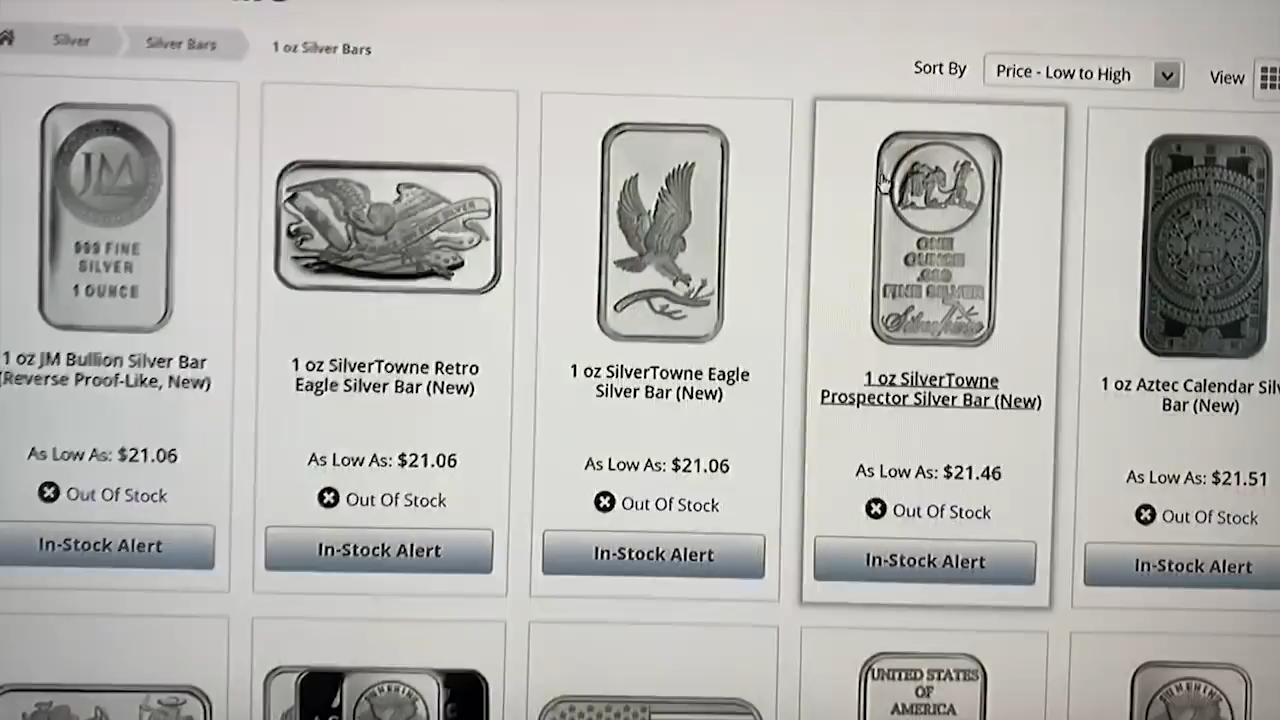 Silver
Silver Bars
1 oz Silver Bars
Sort By
Price - Low to High
View
JM
999 FINE
SILVER
1 OUNCE
1 oz JM Bullion Silver Bar
(Reverse Proof-Like, New)
As Low As: $21.06
Out Of Stock
In-Stock Alert
1 oz SilverTowne Retro
Eagle Silver Bar (New)
As Low As: $21.06
Out Of Stock
In-Stock Alert
1 oz SilverTowne Eagle
Silver Bar (New)
As Low As: $21.06
Out Of Stock
In-Stock Alert
ONE
OUNCE
.999
FINE SILVER
Silvertowne
1 oz SilverTowne
Prospector Silver Bar (New)
As Low As: $21.46
Out Of Stock
In-Stock Alert
1 oz Aztec Calendar Silv
Bar (New)
As Low As: $21.51
Out Of Stock
In-Stock Alert
UNITED STATES
OF
AMERICA